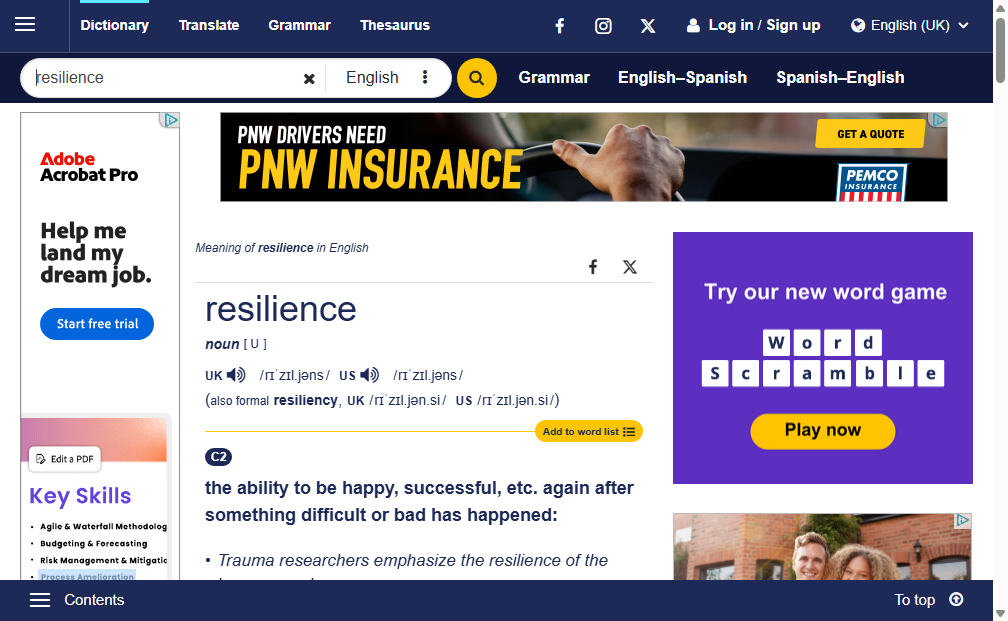 Dictionary Translate Grammar Thesaurus Log in / Sign up English (UK)
resilience English Grammar English–Spanish Spanish–English
Adobe
Acrobat Pro
Help me
land my
dream job.
Start free trial
Edit a PDF
Key Skills
• Agile & Waterfall Methodolog
• Budgeting & Forecasting
• Risk Management & Mitigatio
• Process Amelioration
PNW DRIVERS NEED
PNW INSURANCE
GET A QUOTE
PEMCO
INSURANCE
Meaning of resilience in English
resilience
noun [ U ]
UK /rɪˈzɪl.jəns/ US /rɪˈzɪl.jəns/
(also formal resiliency, UK /rɪˈzɪl.jən.si/ US /rɪˈzɪl.jən.si/)
Add to word list
C2
the ability to be happy, successful, etc. again after
something difficult or bad has happened:
• Trauma researchers emphasize the resilience of the
Try our new word game
Word
Scramble
Play now
Contents To top